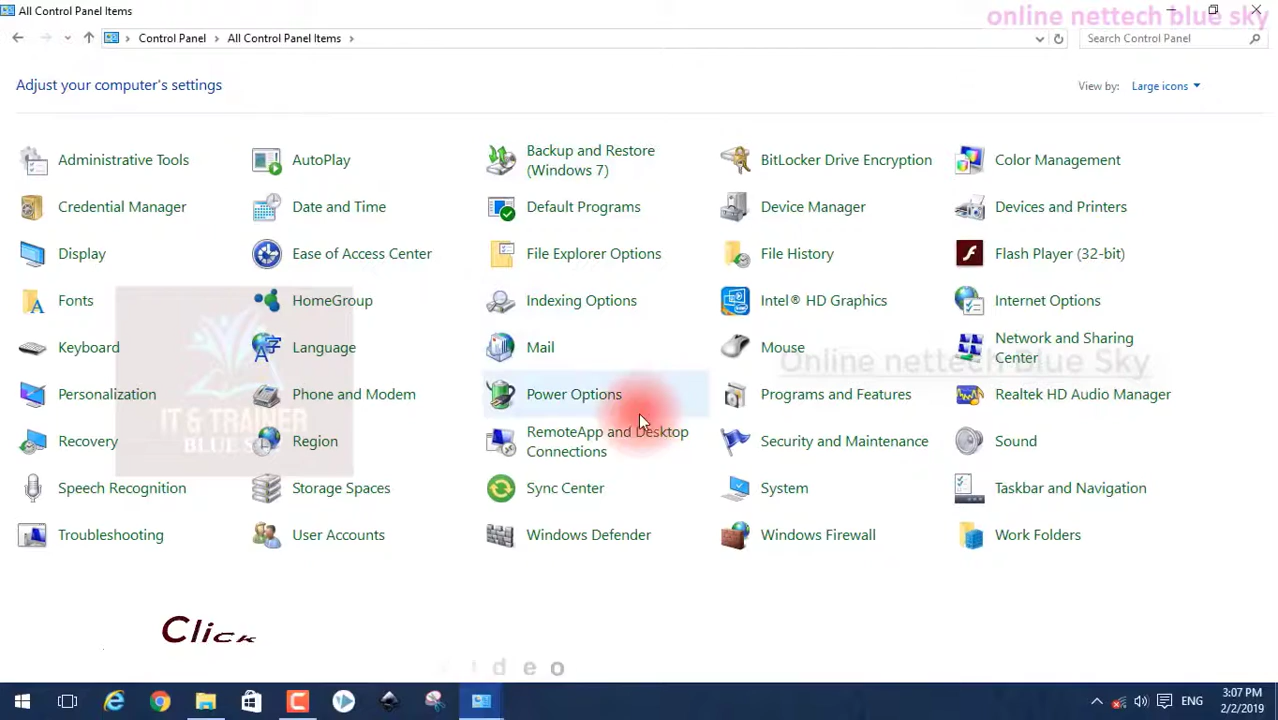 All Control Panel Items
online nettech blue sky
Control Panel
All Control Panel Items
Search Control Panel
Adjust your computer's settings
View by:
Large icons
Administrative Tools
AutoPlay
Backup and Restore
(Windows 7)
BitLocker Drive Encryption
Color Management
Credential Manager
Date and Time
Default Programs
Device Manager
Devices and Printers
Display
Ease of Access Center
File Explorer Options
File History
Flash Player (32-bit)
Fonts
HomeGroup
Indexing Options
Intel® HD Graphics
Internet Options
Keyboard
Language
Mail
Mouse
Network and Sharing
Center
Online nettech Blue Sky
Personalization
Phone and Modem
Power Options
Programs and Features
Realtek HD Audio Manager
IT & TRAINER
BLUE SKY
Recovery
Region
RemoteApp and Desktop
Connections
Security and Maintenance
Sound
Speech Recognition
Storage Spaces
Sync Center
System
Taskbar and Navigation
Troubleshooting
User Accounts
Windows Defender
Windows Firewall
Work Folders
Click
d e o
ENG
3:07 PM
2/2/2019